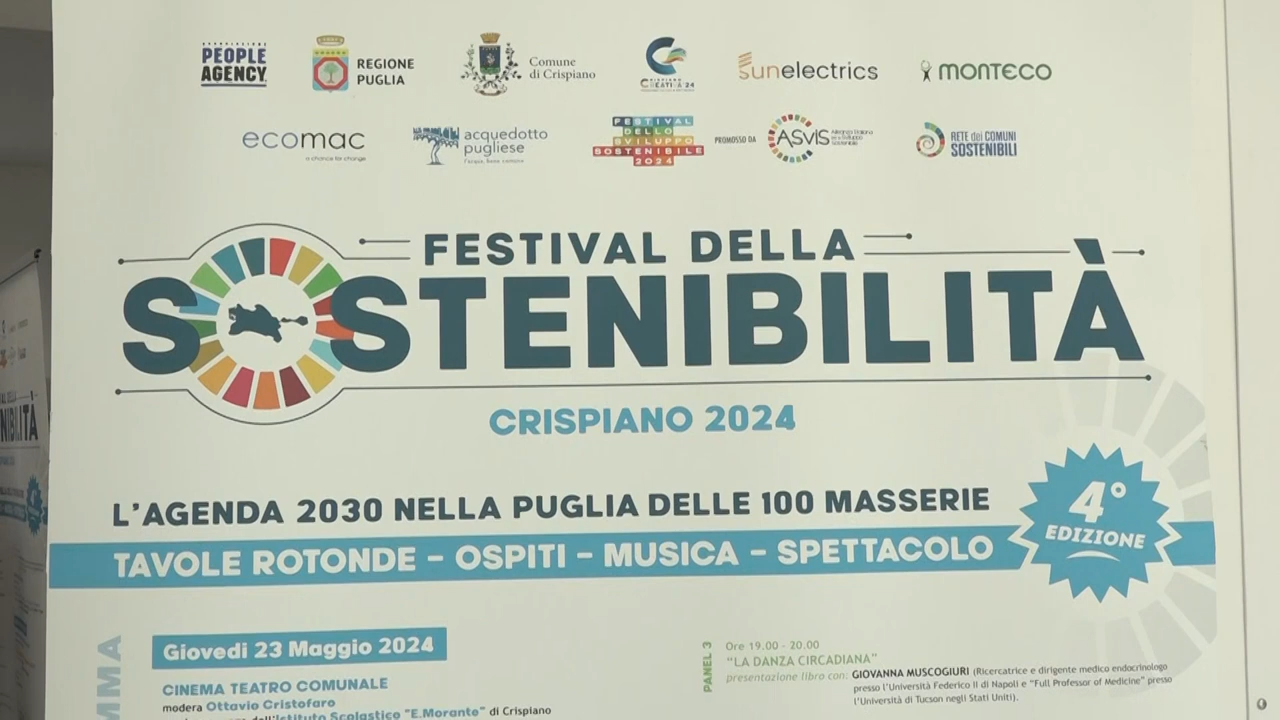 PEOPLE
AGENCY
REGIONE
PUGLIA
Comune
di Crispiano
CREATIVA'24
sunelectrics
MONTECO
ecomac
a chance for change
acquedotto
pugliese
l'acqua, bene comune
FESTIVAL
DELLO
SVILUPPO
SOSTENIBILE
2024
PROMOSSO DA
ASviS
RETE dei COMUNI
SOSTENIBILI
FESTIVAL DELLA
SOSTENIBILITÀ
CRISPIANO 2024
L'AGENDA 2030 NELLA PUGLIA DELLE 100 MASSERIE
TAVOLE ROTONDE – OSPITI – MUSICA – SPETTACOLO
4°
EDIZIONE
Giovedì 23 Maggio 2024
CINEMA TEATRO COMUNALE
modera Ottavio Cristofaro
dell'Istituto Scolastico "E.Morante" di Crispiano
PANEL 3
Ore 19.00 - 20.00
"LA DANZA CIRCADIANA"
presentazione libro con: GIOVANNA MUSCOGIURI (Ricercatrice e dirigente medico endocrinologo
presso l'Università Federico II di Napoli e "Full Professor of Medicine" presso
l'Università di Tucson negli Stati Uniti).